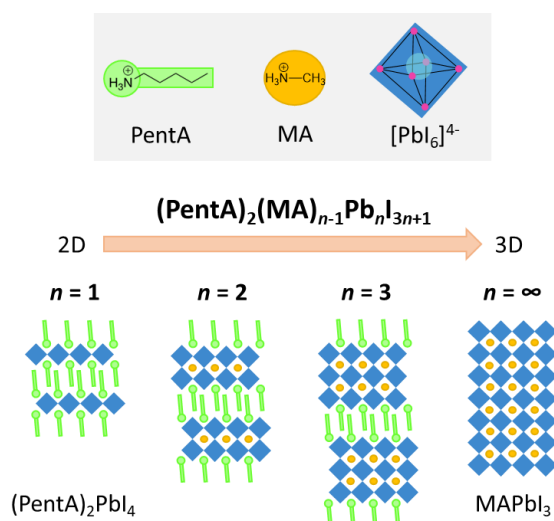 ⊕
H₃N
⊕
H₃N—CH₃
PentA
MA
[PbI₆]⁴⁻
(PentA)₂(MA)ₙ₋₁PbₙI₃ₙ₊₁
2D
3D
n = 1
n = 2
n = 3
n = ∞
(PentA)₂PbI₄
MAPbI₃